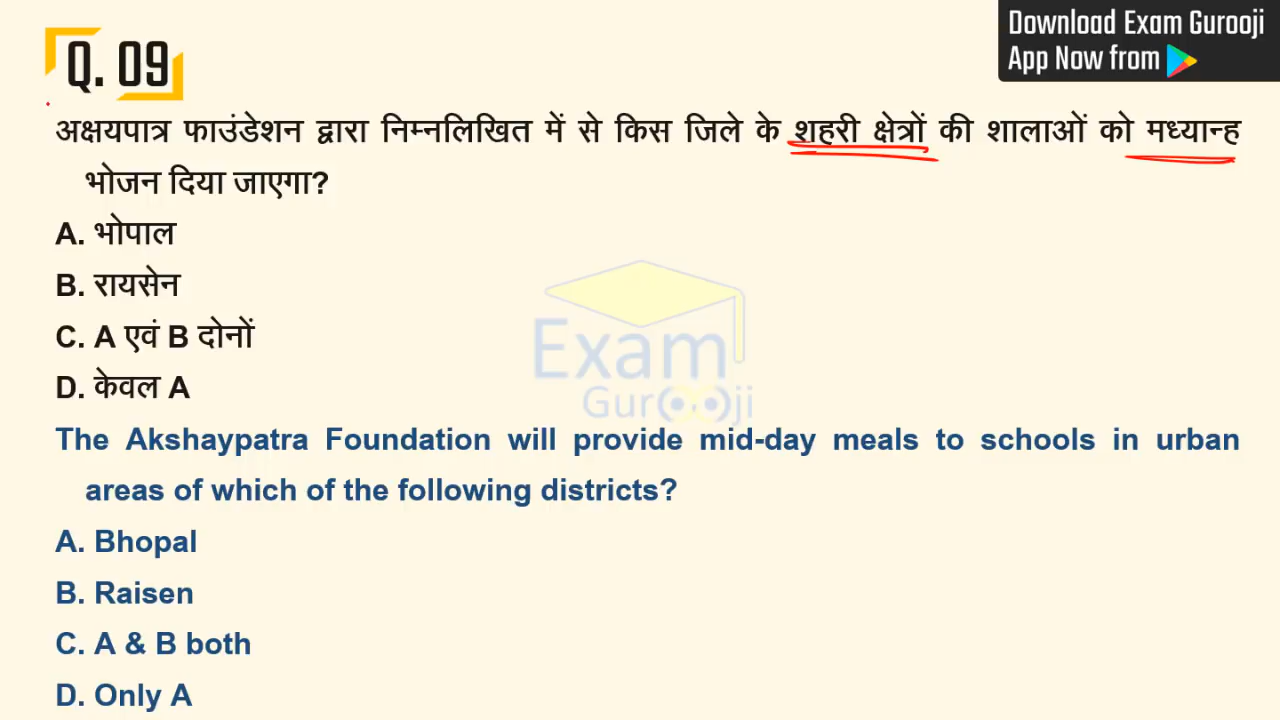 Download Exam Gurooji
App Now from
Q. 09
अक्षयपात्र फाउंडेशन द्वारा निम्नलिखित में से किस जिले के शहरी क्षेत्रों की शालाओं को मध्यान्ह
भोजन दिया जाएगा?
A. भोपाल
B. रायसेन
C. A एवं B दोनों
D. केवल A
Exam
Gurooji
The Akshaypatra Foundation will provide mid-day meals to schools in urban
areas of which of the following districts?
A. Bhopal
B. Raisen
C. A & B both
D. Only A